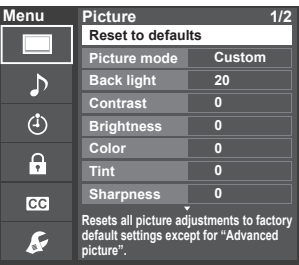 Menu
Picture 1/2
Reset to defaults
Picture mode Custom
Back light 20
Contrast 0
Brightness 0
Color 0
Tint 0
Sharpness 0
CC
Resets all picture adjustments to factory
default settings except for “Advanced
picture”.